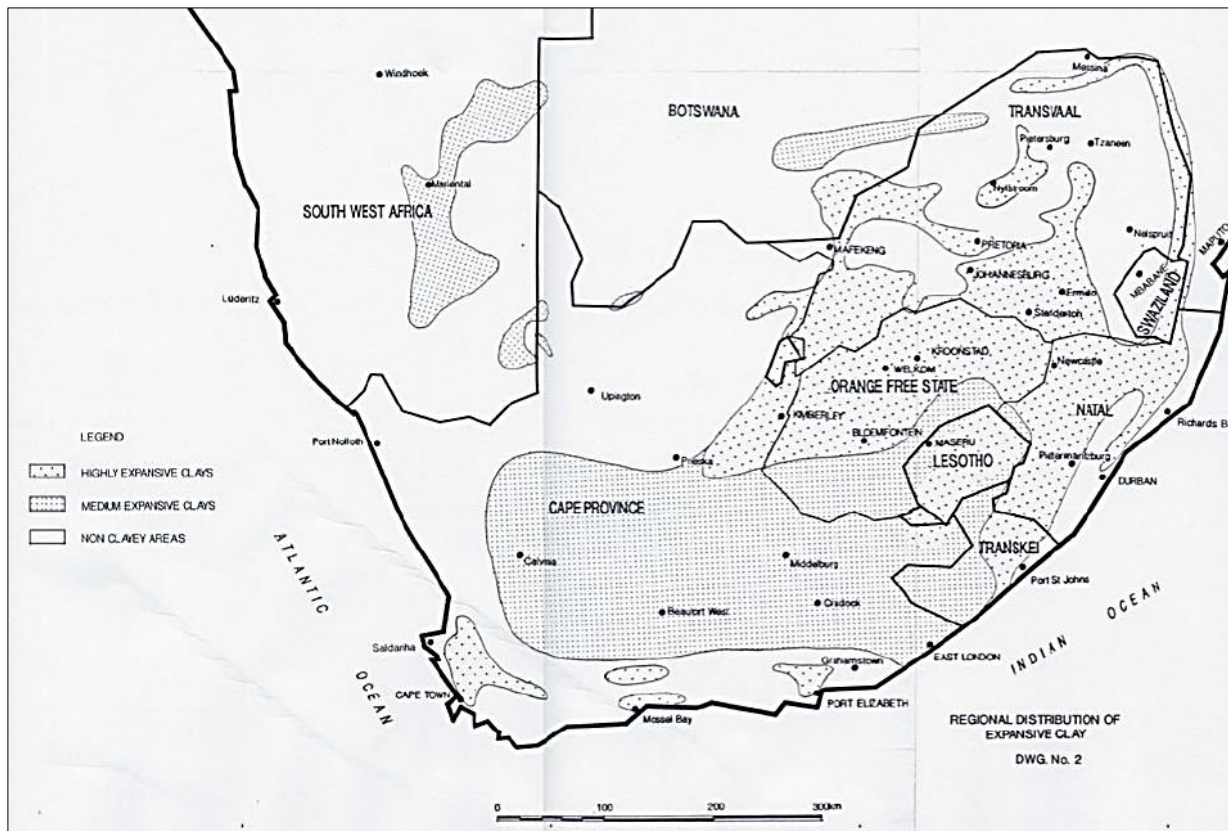 Windhoek
Messina
BOTSWANA
TRANSVAAL
Pietersburg
Tzaneen
Mariental
Nylstroom
SOUTH WEST AFRICA
MAFEKENG
PRETORIA
Nelspruit
MAPUTO
JOHANNESBURG
MBABANE
SWAZILAND
Luderitz
Ermelo
Standerton
KROONSTAD
WELKOM
Newcastle
ORANGE FREE STATE
Upington
KIMBERLEY
NATAL
Richards B
BLOEMFONTEIN
MASERU
LESOTHO
Pietermaritzburg
DURBAN
Port Nolloth
Prieska
LEGEND
HIGHLY EXPANSIVE CLAYS
MEDIUM EXPANSIVE CLAYS
NON CLAYEY AREAS
CAPE PROVINCE
TRANSKEI
Calvinia
Middelburg
Port St Johns
ATLANTIC
OCEAN
Beaufort West
Cradock
INDIAN OCEAN
Saldanha
EAST LONDON
Grahamstown
CAPE TOWN
Mossel Bay
PORT ELIZABETH
REGIONAL DISTRIBUTION OF
EXPANSIVE CLAY
DWG. No. 2
0 100 200 300km